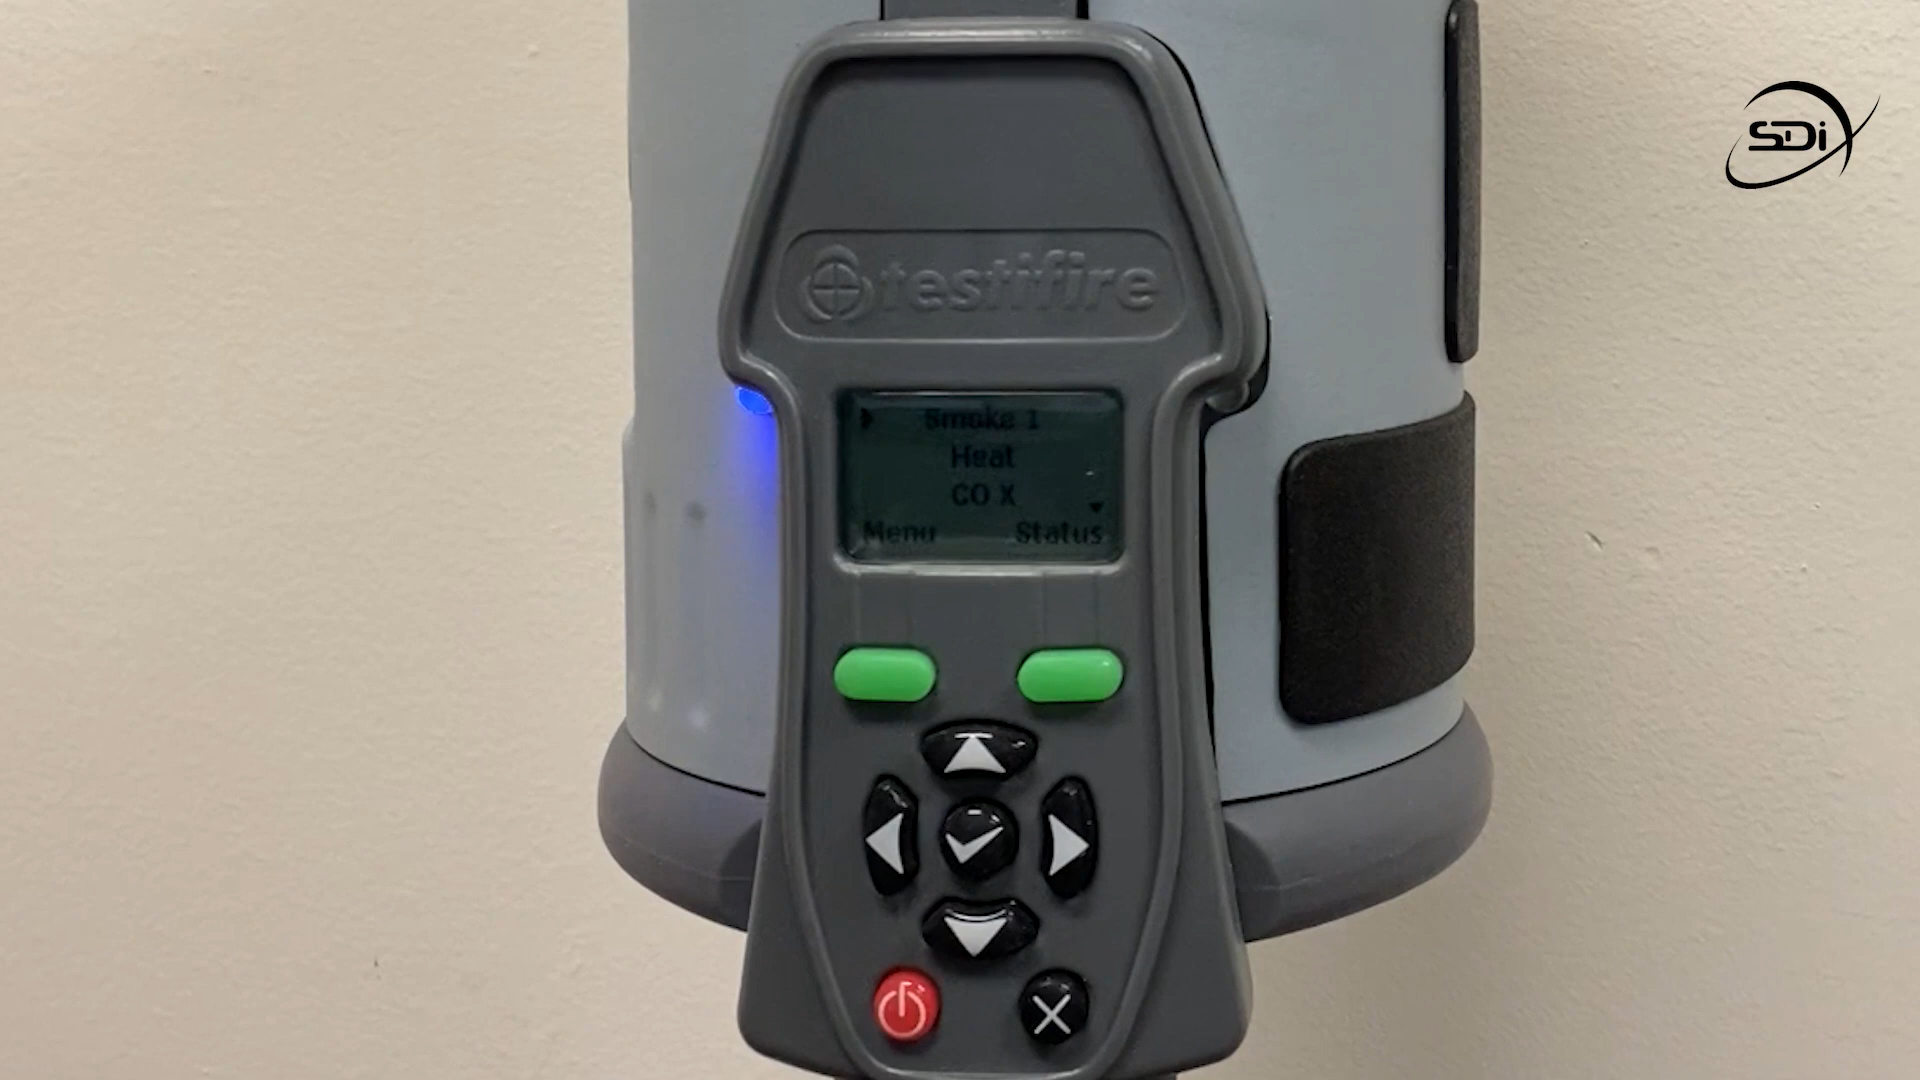 SDi
testifire
Smoke 1
Heat
CO X
Menu Status